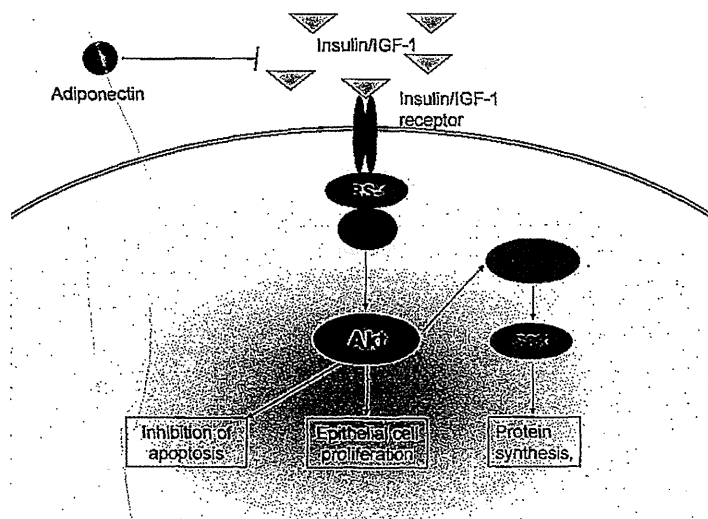 Insulin/IGF-1
Adiponectin
Insulin/IGF-1
receptor
Akt
Inhibition of
apoptosis
Epithelial cell
proliferation
Protein
synthesis,